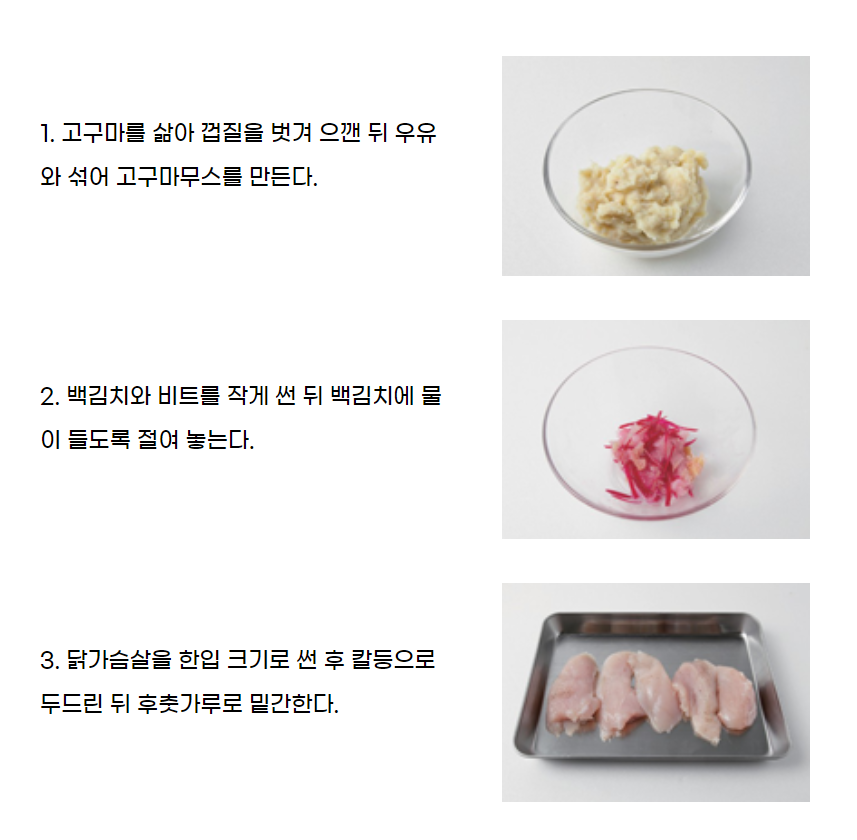 1. 고구마를 삶아 껍질을 벗겨 으깬 뒤 우유
와 섞어 고구마무스를 만든다.
2. 백김치와 비트를 작게 썬 뒤 백김치에 물
이 들도록 절여 놓는다.
3. 닭가슴살을 한입 크기로 썬 후 칼등으로
두드린 뒤 후춧가루로 밑간한다.